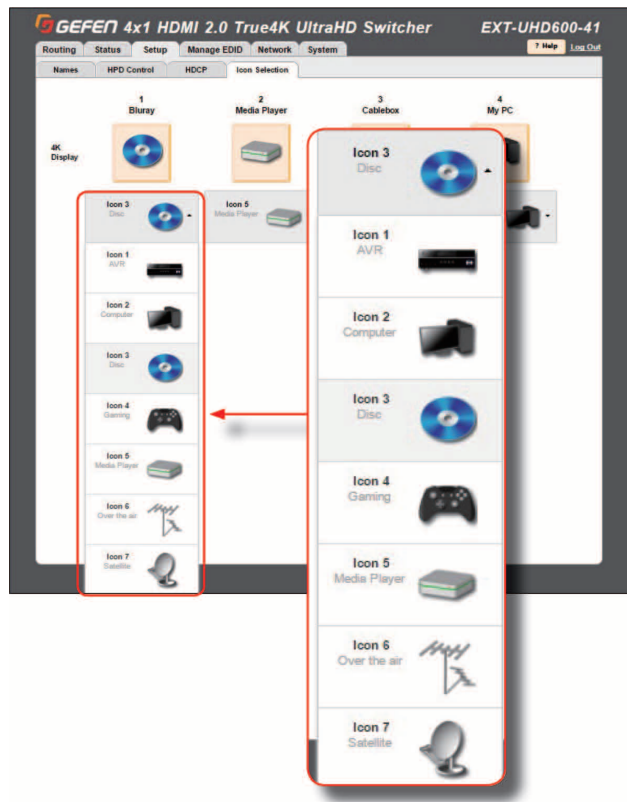 GEFEN 4x1 HDMI 2.0 True4K UltraHD Switcher EXT-UHD600-41
Routing Status Setup Manage EDID Network System ? Help Log Out
Names HPD Control HDCP Icon Selection
1 2 3 4
Bluray Media Player Cablebox My PC
4K
Display
Icon 3
Disc
Icon 5
Media Player
Icon 1
AVR
Icon 2
Computer
Icon 3
Disc
Icon 4
Gaming
Icon 5
Media Player
Icon 6
Over the air
Icon 7
Satellite
Icon 3
Disc
Icon 1
AVR
Icon 2
Computer
Icon 3
Disc
Icon 4
Gaming
Icon 5
Media Player
Icon 6
Over the air
Icon 7
Satellite